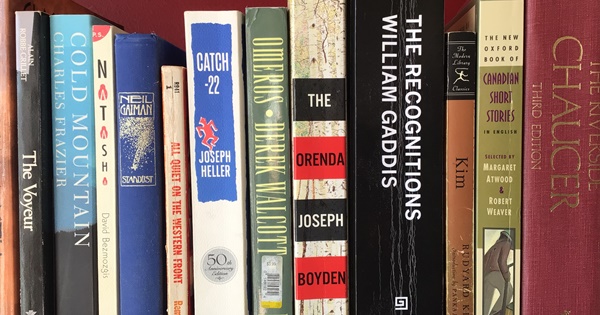 ALAIN ROBBE-GRILLET
The Voyeur
COLD MOUNTAIN
CHARLES FRAZIER
P.S.
NATASHA
David Bezmozgis
NEIL
GAIMAN
STARDUST
ALL QUIET ON THE WESTERN FRONT
CATCH
-22
JOSEPH
HELLER
50th
Anniversary
Edition
OMEROS • DEREK WALCOTT
THE
ORENDA
JOSEPH
BOYDEN
THE RECOGNITIONS
WILLIAM GADDIS
The Modern
Library
Classics
Kim
RUDYARD
THE NEW
OXFORD
BOOK OF
CANADIAN
SHORT
STORIES
IN ENGLISH
SELECTED BY
MARGARET
ATWOOD
&
ROBERT
WEAVER
THE RIVERSIDE
CHAUCER
THIRD EDITION